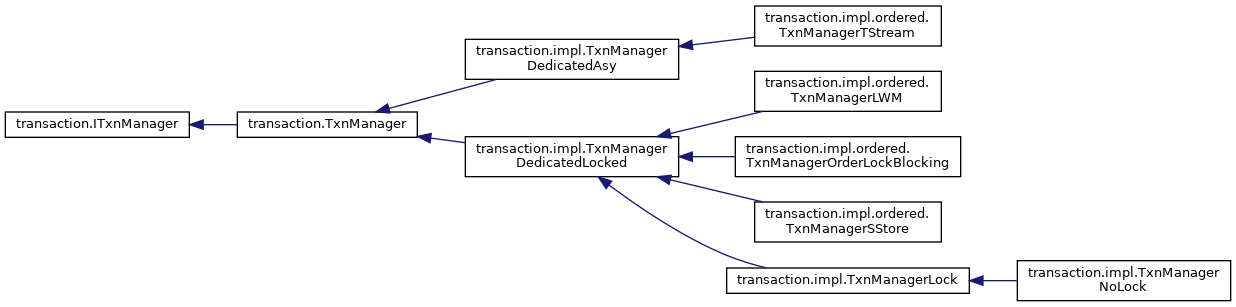 transaction.ITxnManager
transaction.TxnManager
transaction.impl.TxnManager
DedicatedAsy
transaction.impl.ordered.
TxnManagerTStream
transaction.impl.TxnManager
DedicatedLocked
transaction.impl.ordered.
TxnManagerLWM
transaction.impl.ordered.
TxnManagerOrderLockBlocking
transaction.impl.ordered.
TxnManagerSStore
transaction.impl.TxnManagerLock
transaction.impl.TxnManager
NoLock